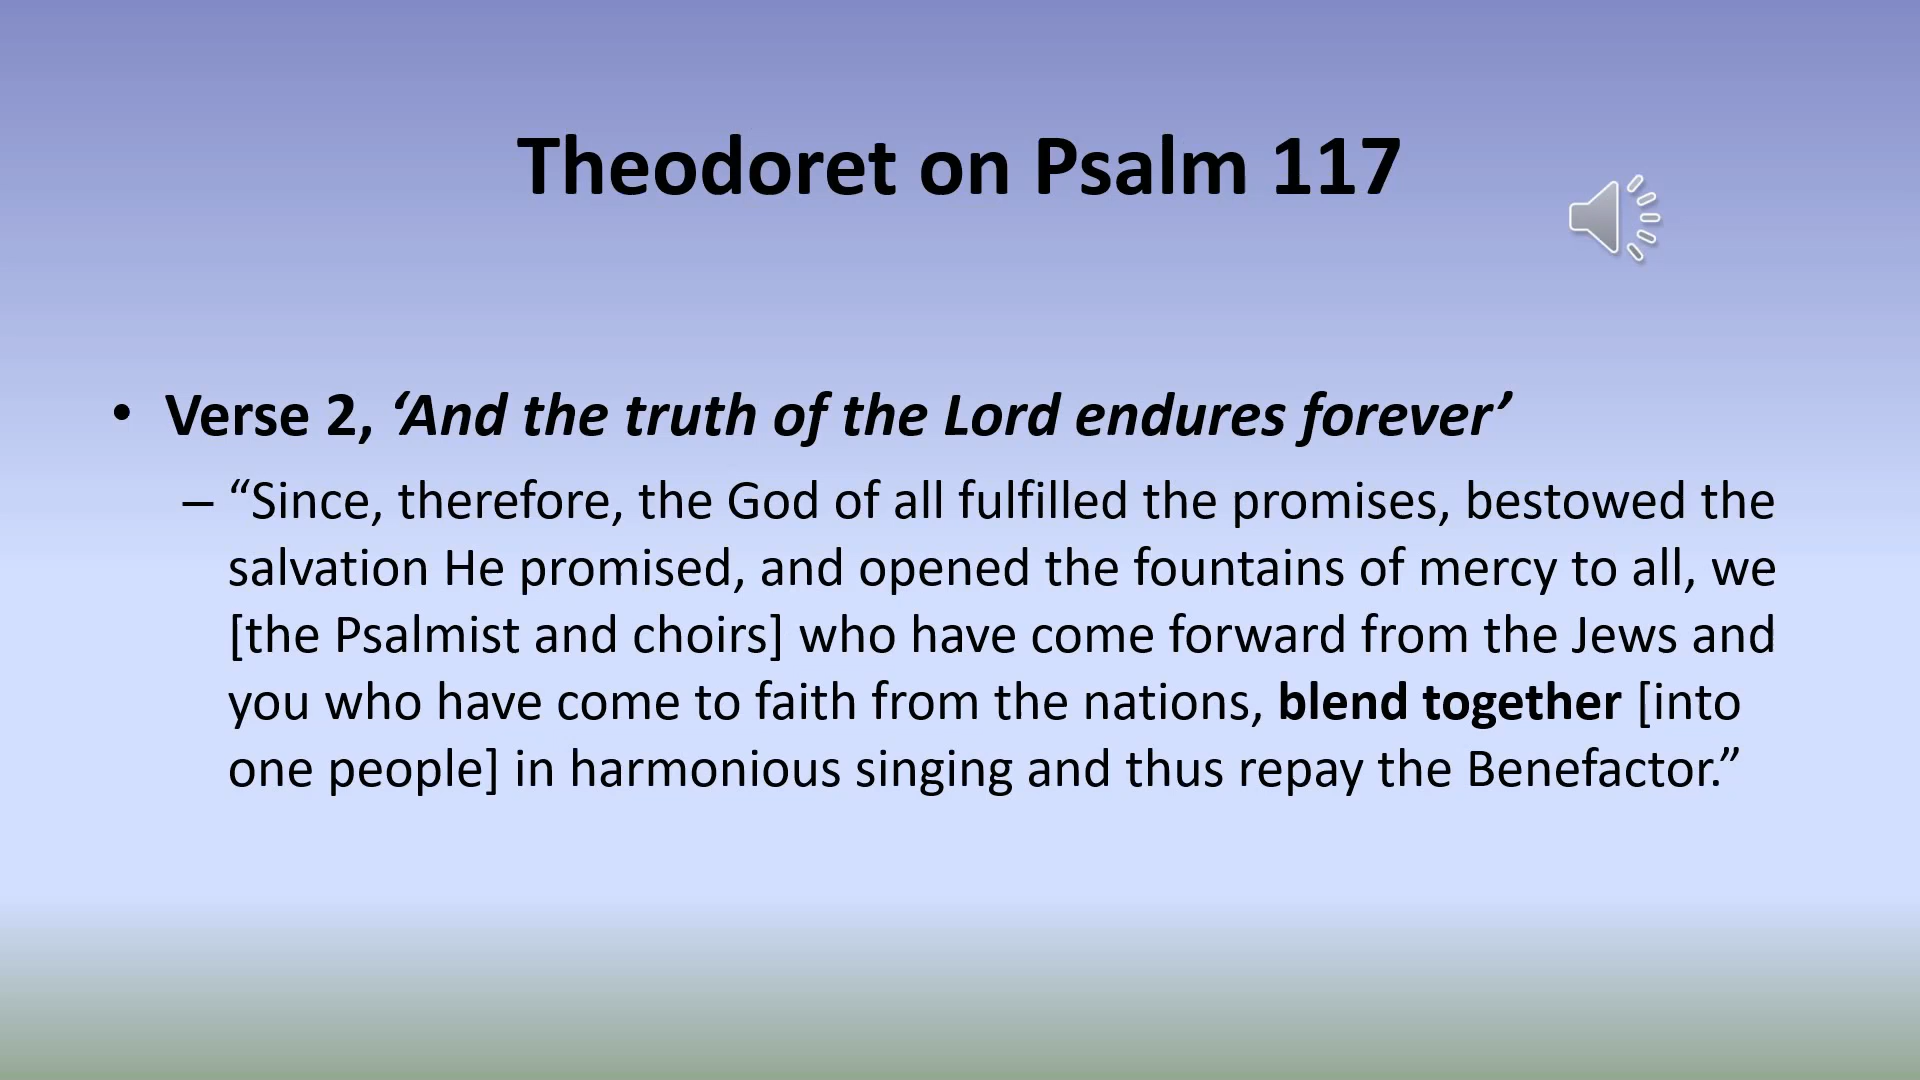 Theodoret on Psalm 117
• Verse 2, ‘And the truth of the Lord endures forever’
– “Since, therefore, the God of all fulfilled the promises, bestowed the
salvation He promised, and opened the fountains of mercy to all, we
[the Psalmist and choirs] who have come forward from the Jews and
you who have come to faith from the nations, blend together [into
one people] in harmonious singing and thus repay the Benefactor.”